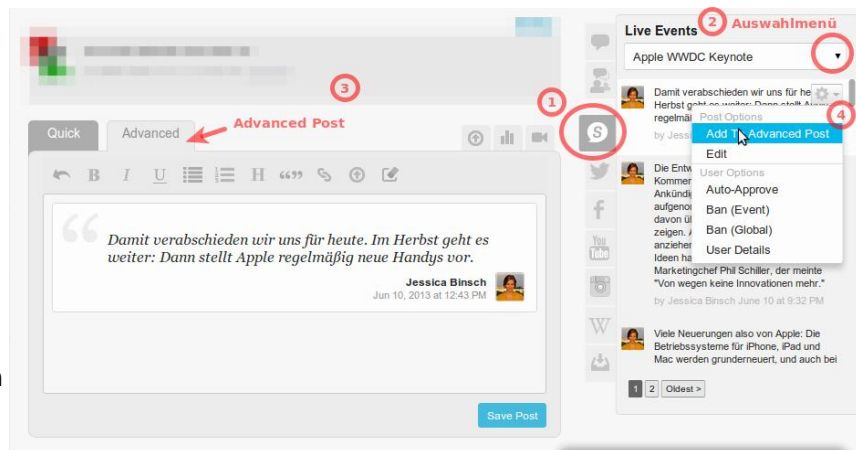 3
Advanced Post
Quick
Advanced
B I U H “”
Damit verabschieden wir uns für heute. Im Herbst geht es
weiter: Dann stellt Apple regelmäßig neue Handys vor.
Jessica Binsch
Jun 10, 2013 at 12:43 PM
Save Post
1
S
f
You
Tube
W
2 Auswahlmenü
Live Events
Apple WWDC Keynote
Damit verabschieden wir uns für he
Herbst geht es weiter: Dann stellt
regelmä
by Jess
4
Post Options
Add To Advanced Post
Edit
User Options
Auto-Approve
Ban (Event)
Ban (Global)
User Details
Die Entw
Kommer
Ankündig
aufgenor
davon ül
zeigen. A
anziehen
Ideen ha
Marketingchef Phil Schiller, der meinte
"Von wegen keine Innovationen mehr."
by Jessica Binsch June 10 at 9:32 PM
Viele Neuerungen also von Apple: Die
Betriebssysteme für iPhone, iPad und
Mac werden grunderneuert, und auch bei
1 2 Oldest >